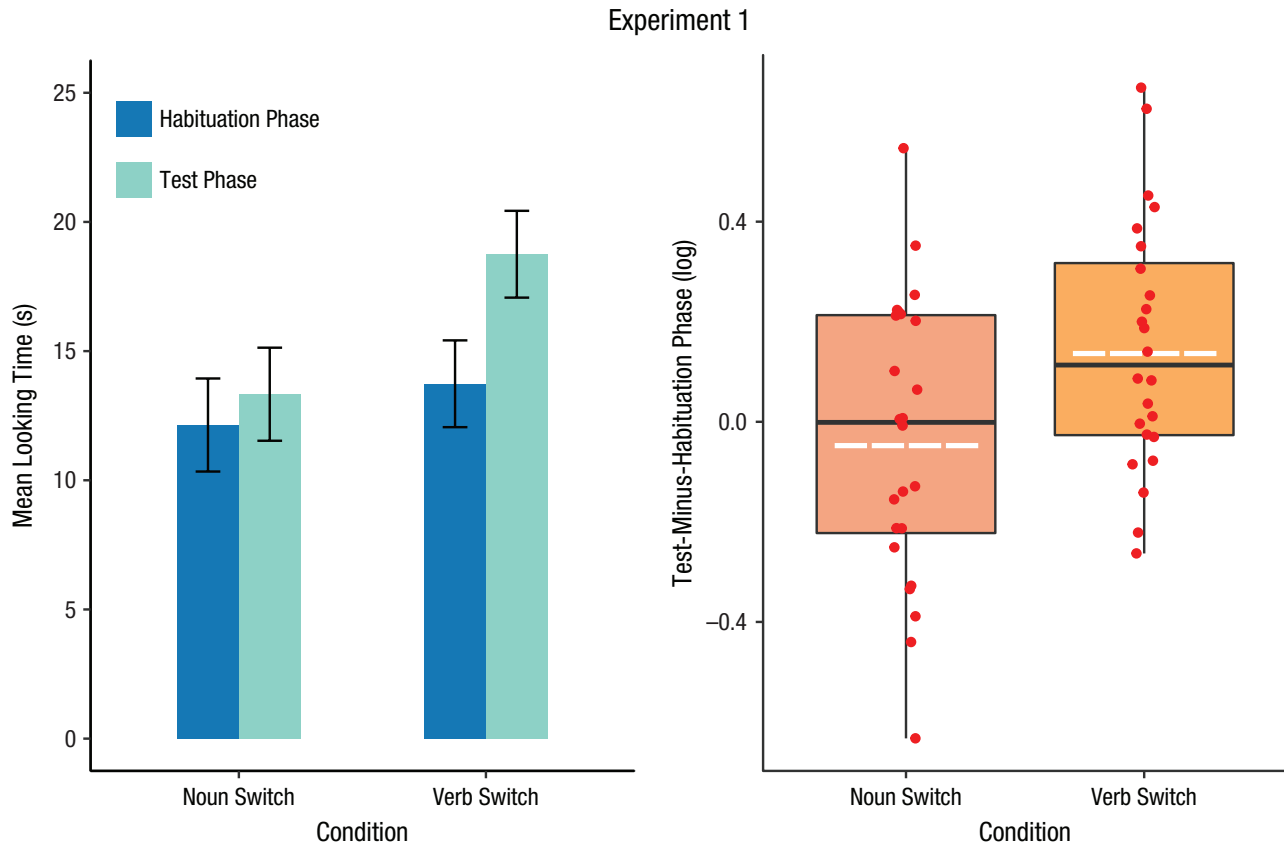 Experiment 1
Mean Looking Time (s)
25
20
15
10
5
0
Habituation Phase
Test Phase
Noun Switch
Verb Switch
Condition
Test-Minus-Habituation Phase (log)
0.4
0.0
−0.4
Noun Switch
Verb Switch
Condition